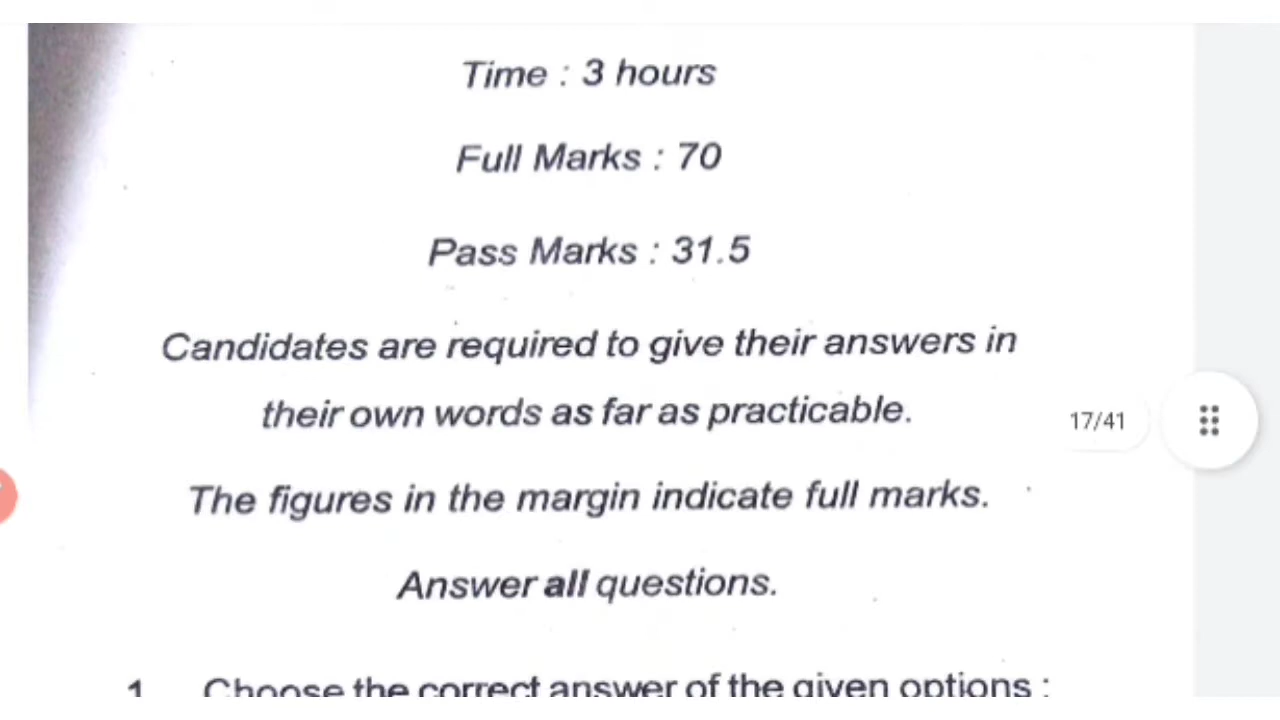 Time : 3 hours
Full Marks : 70
Pass Marks : 31.5
Candidates are required to give their answers in
their own words as far as practicable.
17/41
The figures in the margin indicate full marks.
Answer all questions.
1 Choose the correct answer of the given options :